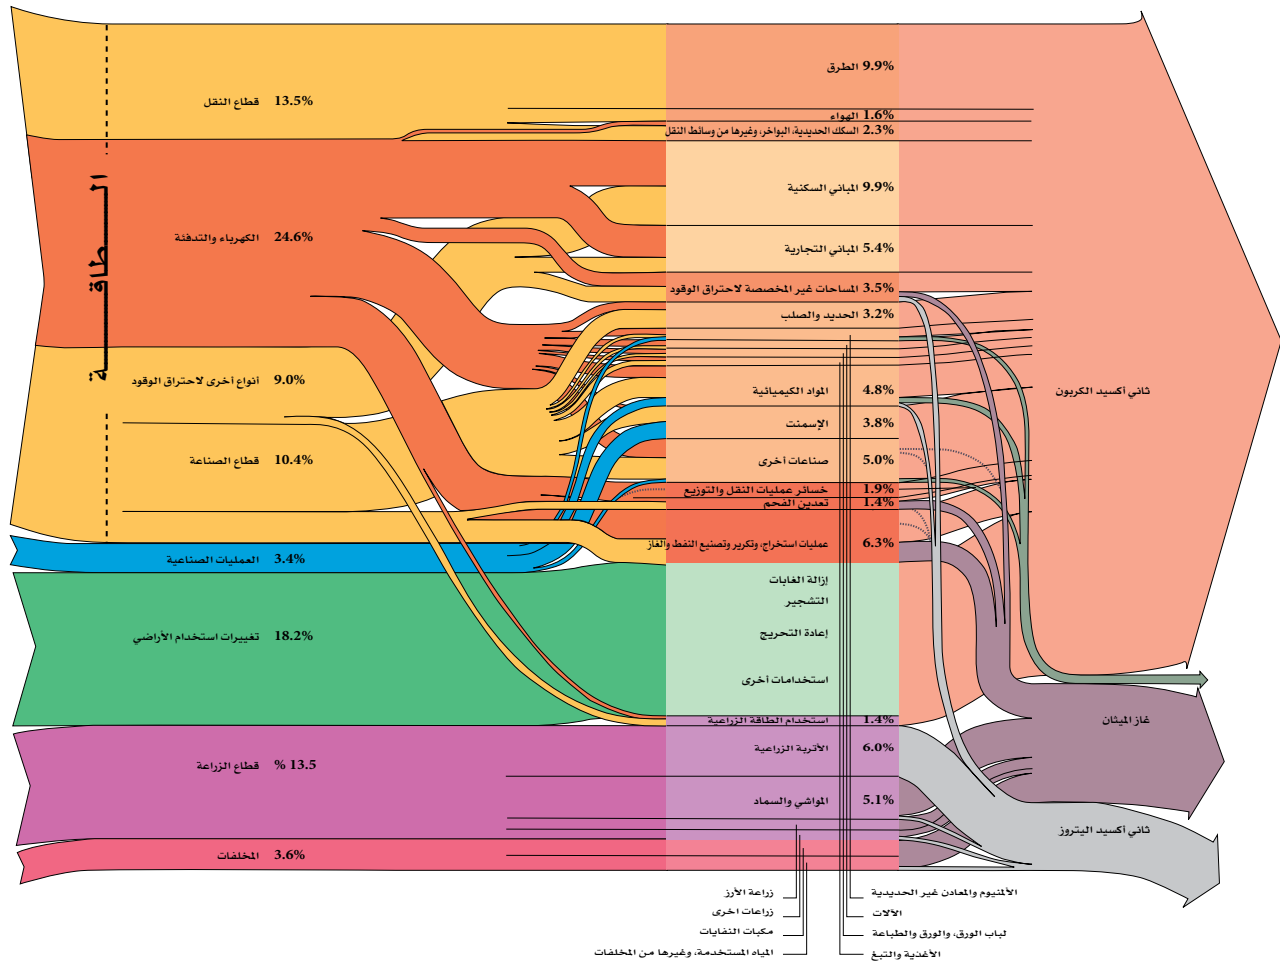 الطاقة
قطاع النقل 13.5%
الكهرباء والتدفئة 24.6%
أنواع أخرى لاحتراق الوقود 9.0%
قطاع الصناعة 10.4%
العمليات الصناعية 3.4%
تغييرات استخدام الأراضي 18.2%
قطاع الزراعة % 13.5
المخلفات 3.6%
الطرق 9.9%
الهواء 1.6%
السكك الحديدية، البواخر، وغيرها من وسائط النقل 2.3%
المباني السكنية 9.9%
المباني التجارية 5.4%
المساحات غير المخصصة لاحتراق الوقود 3.5%
الحديد والصلب 3.2%
المواد الكيميائية 4.8%
الإسمنت 3.8%
صناعات أخرى 5.0%
خسائر عمليات النقل والتوزيع 1.9%
تعدين الفحم 1.4%
عمليات استخراج، وتكرير وتصنيع النفط والغاز 6.3%
إزالة الغابات
التشجير
إعادة التحريج
استخدامات أخرى
استخدام الطاقة الزراعية 1.4%
الأتربة الزراعية 6.0%
المواشي والسماد 5.1%
ثاني أكسيد الكربون
غاز الميثان
ثاني أكسيد اليتروز
الألمنيوم والمعادن غير الحديدية
الآلات
لباب الورق، والورق والطباعة
الأغذية والتبغ
زراعة الأرز
زراعات اخرى
مكبات النفايات
المياه المستخدمة، وغيرها من المخلفات